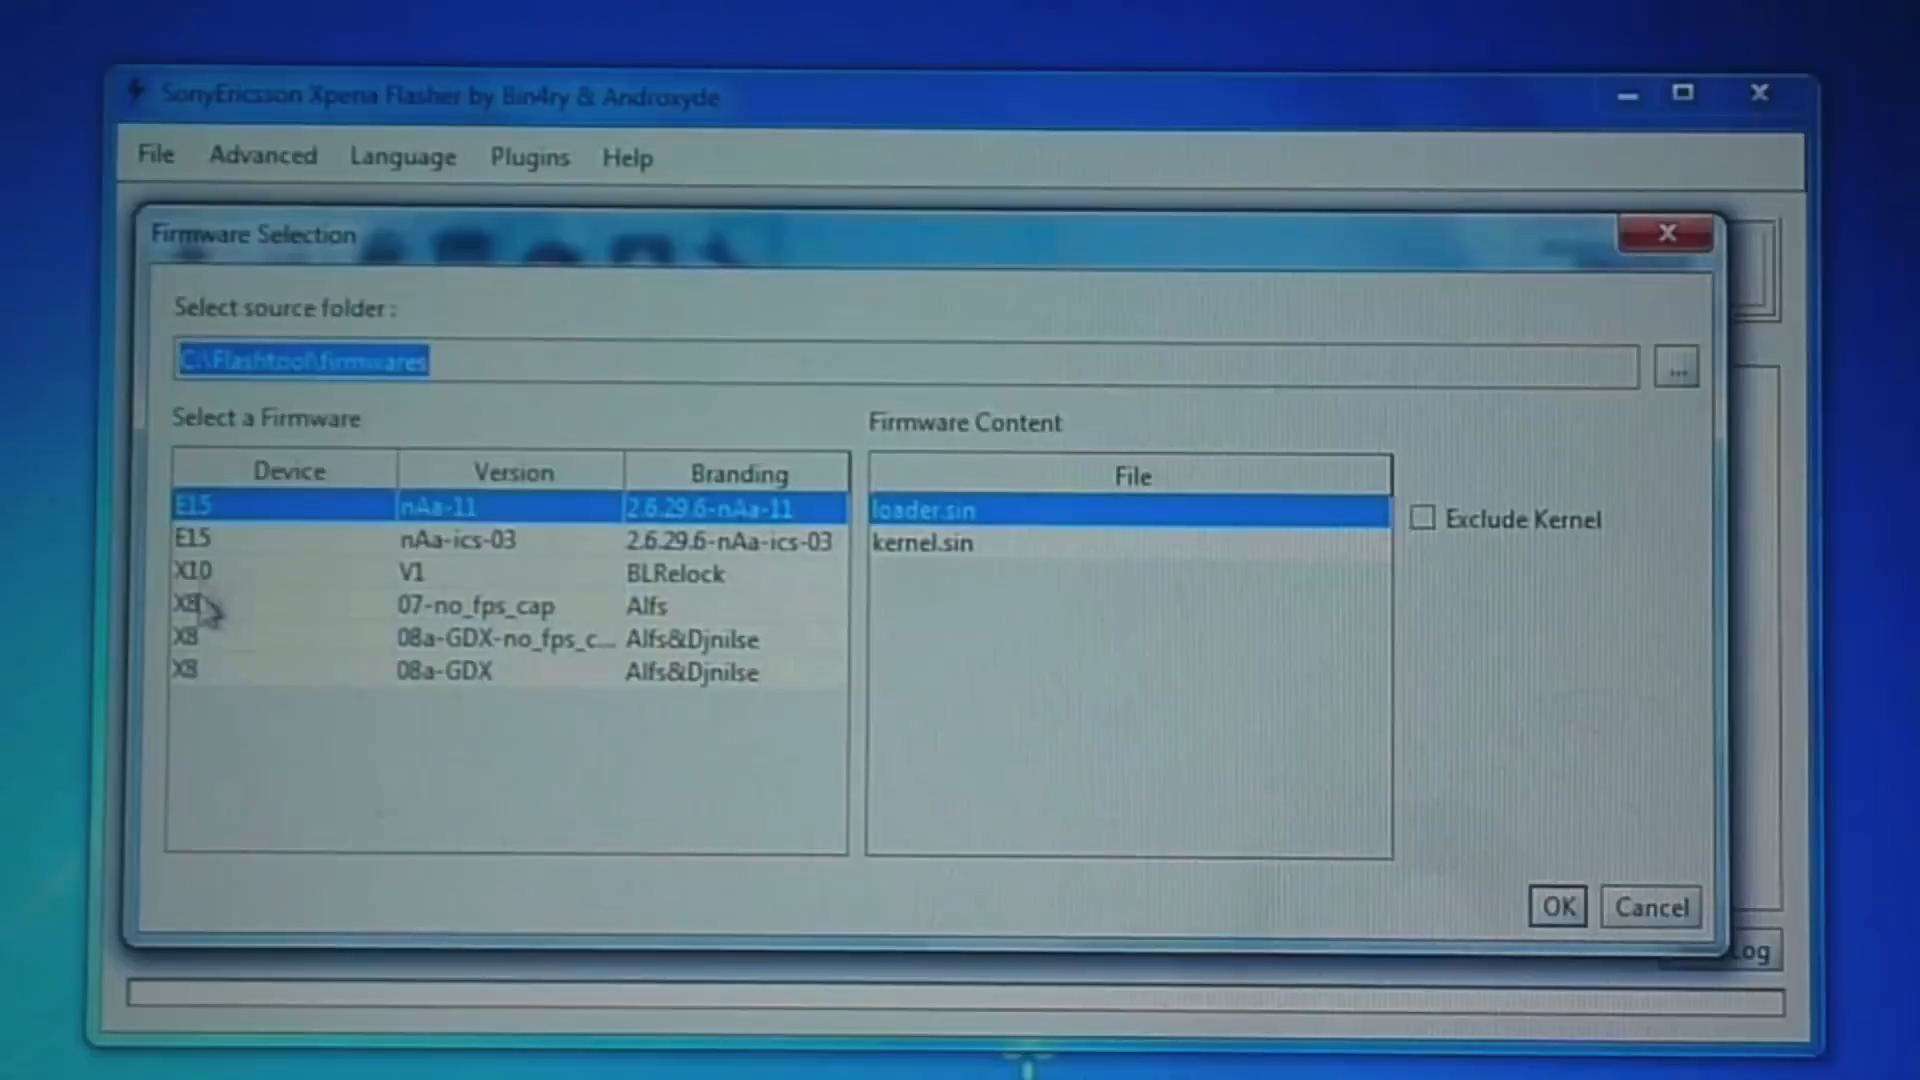 SonyEricsson Xperia Flasher by Bin4ry & Androxyde
File Advanced Language Plugins Help
Firmware Selection
Select source folder :
C:\Flashtool\firmwares
...
Select a Firmware
Firmware Content
Device Version Branding
File
E15 nAa-11 2.6.29.6-nAa-11
loader.sin
Exclude Kernel
E15 nAa-ics-03 2.6.29.6-nAa-ics-03
kernel.sin
X10 V1 BLRelock
X8 07-no_fps_cap Alfs
X8 08a-GDX-no_fps_c... Alfs&Djnilse
X8 08a-GDX Alfs&Djnilse
OK Cancel
Log